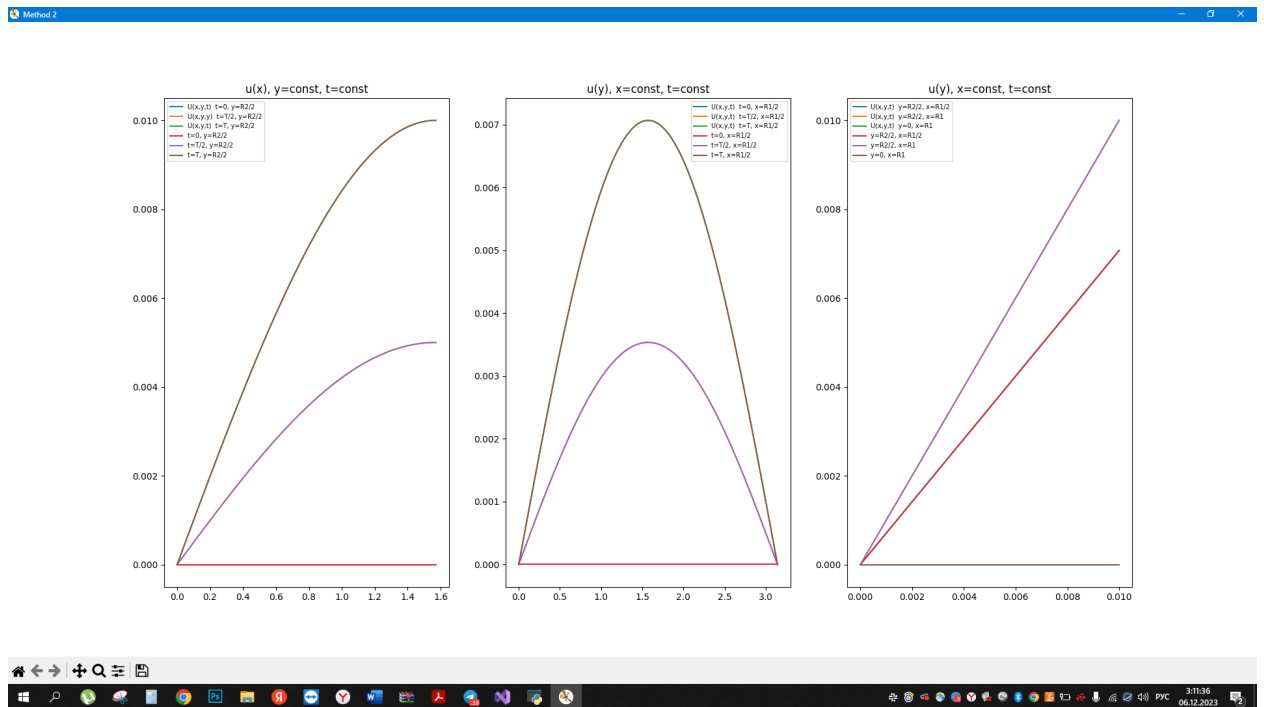 Method 2
u(x), y=const, t=const
U(x,y,t) t=0, y=R2/2
U(x,y,y) t=T/2, y=R2/2
U(x,y,t) t=T, y=R2/2
t=0, y=R2/2
t=T/2, y=R2/2
t=T, y=R2/2
0.010
0.008
0.006
0.004
0.002
0.000
0.0 0.2 0.4 0.6 0.8 1.0 1.2 1.4 1.6
u(y), x=const, t=const
U(x,y,t) t=0, x=R1/2
U(x,y,y) t=T/2, x=R1/2
U(x,y,t) t=T, x=R1/2
t=0, x=R1/2
t=T/2, x=R1/2
t=T, x=R1/2
0.007
0.006
0.005
0.004
0.003
0.002
0.001
0.000
0.0 0.5 1.0 1.5 2.0 2.5 3.0
u(y), x=const, t=const
U(x,y,t) y=R2/2, x=R1/2
U(x,y,t) y=R2/2, x=R1
U(x,y,t) y=0, x=R1
y=R2/2, x=R1/2
y=R2/2, x=R1
y=0, x=R1
0.010
0.008
0.006
0.004
0.002
0.000
0.000 0.002 0.004 0.006 0.008 0.010
Ps
РУС
3:11:36
06.12.2023
2